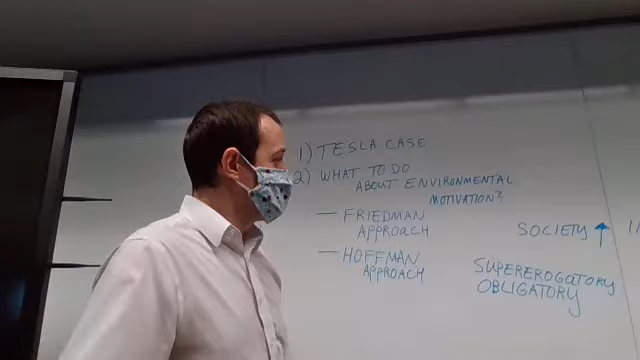 1) TESLA CASE
2) WHAT TO DO
ABOUT ENVIRONMENTAL
MOTIVATION?
— FRIEDMAN
APPROACH
— HOFFMAN
APPROACH
SOCIETY ↑
SUPEREROGATORY
OBLIGATORY